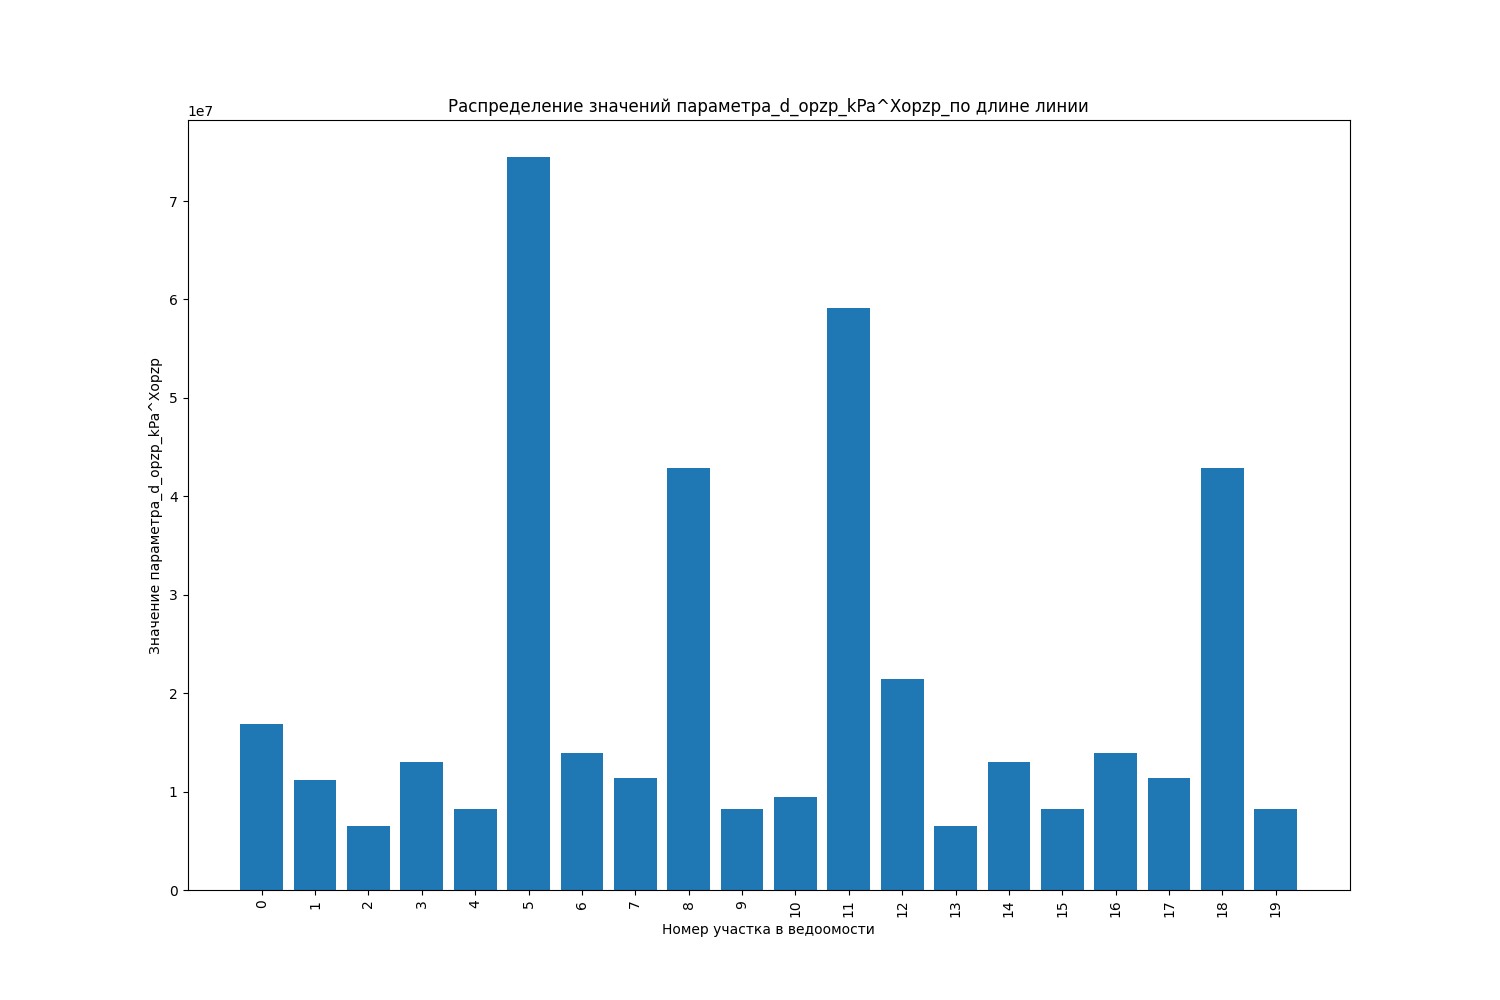 Распределение значений параметра_d_opzp_kPa^Xopzp_по длине линии
1e7
Значение параметра_d_opzp_kPa^Xopzp
7
6
5
4
3
2
1
0
0 1 2 3 4 5 6 7 8 9 10 11 12 13 14 15 16 17 18 19
Номер участка в ведоомости